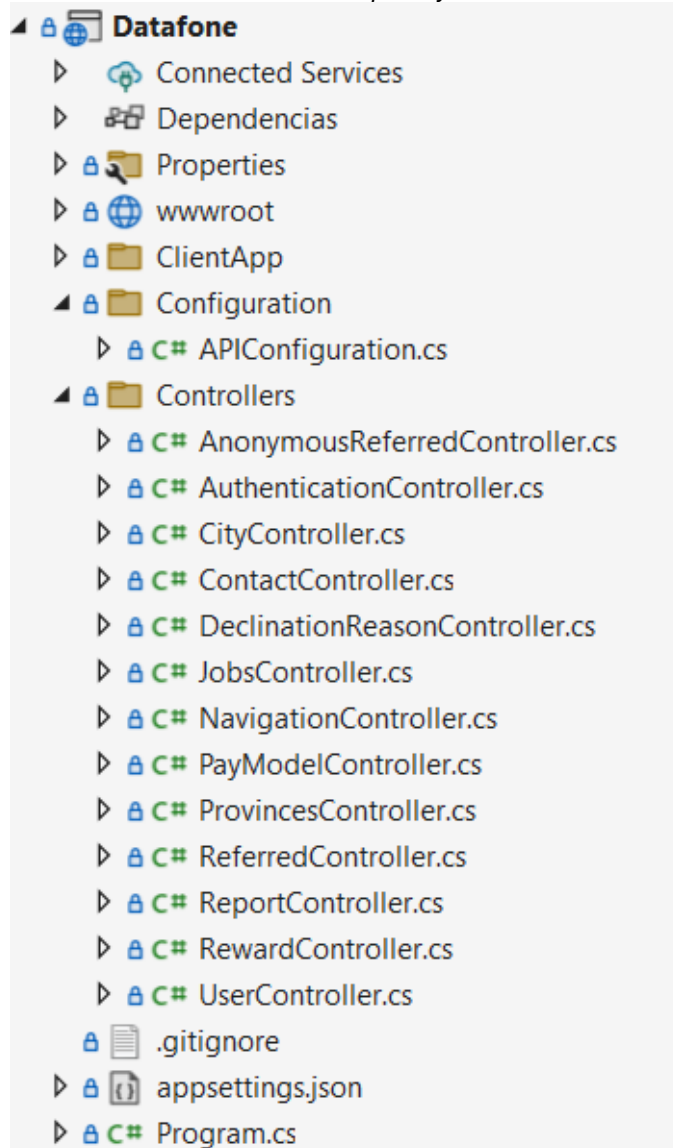 Datafone
Connected Services
Dependencias
Properties
wwwroot
ClientApp
Configuration
C# APIConfiguration.cs
Controllers
C# AnonymousReferredController.cs
C# AuthenticationController.cs
C# CityController.cs
C# ContactController.cs
C# DeclinationReasonController.cs
C# JobsController.cs
C# NavigationController.cs
C# PayModelController.cs
C# ProvincesController.cs
C# ReferredController.cs
C# ReportController.cs
C# RewardController.cs
C# UserController.cs
.gitignore
appsettings.json
C# Program.cs